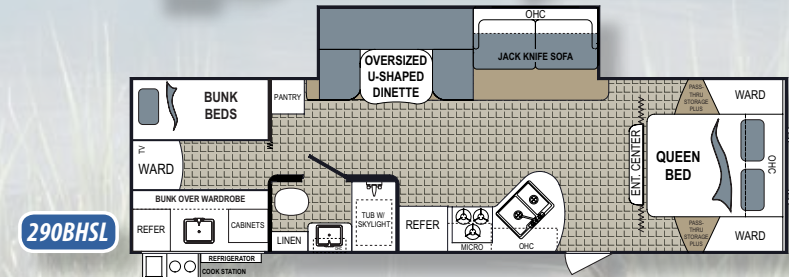 OHC
OVERSIZED
U-SHAPED
DINETTE
JACK KNIFE SOFA
BUNK
BEDS
PANTRY
PASS-
THRU
STORAGE
PLUS
WARD
TV
WARD
ENT. CENTER
QUEEN
BED
OHC
BUNK OVER WARDROBE
REFER
CABINETS
LINEN
TUB W/
SKYLIGHT
REFER
MICRO
OHC
PASS-
THRU
STORAGE
PLUS
WARD
290BHSL
REFRIGERATOR
COOK STATION